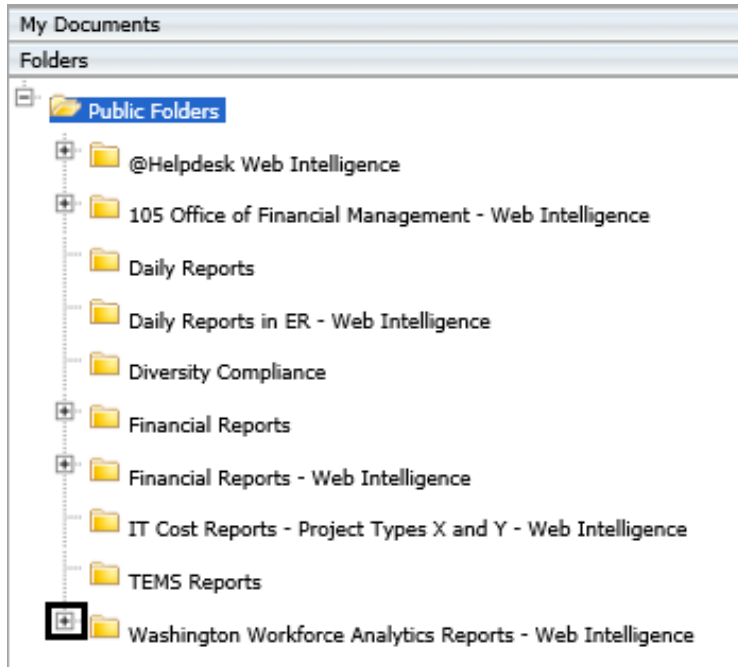 My Documents
Folders
Public Folders
@Helpdesk Web Intelligence
105 Office of Financial Management - Web Intelligence
Daily Reports
Daily Reports in ER - Web Intelligence
Diversity Compliance
Financial Reports
Financial Reports - Web Intelligence
IT Cost Reports - Project Types X and Y - Web Intelligence
TEMS Reports
Washington Workforce Analytics Reports - Web Intelligence